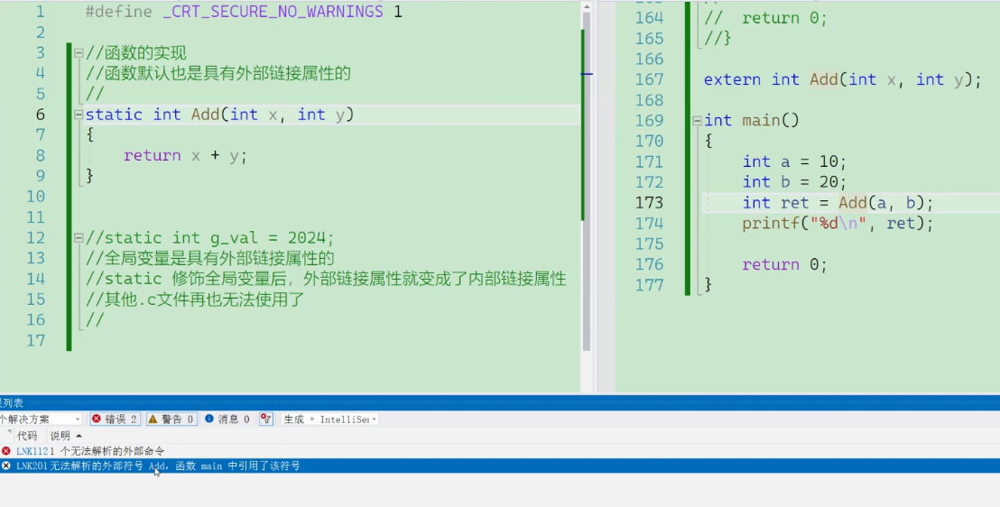 1 #define _CRT_SECURE_NO_WARNINGS 1
2
3 //函数的实现
4 //函数默认也是具有外部链接属性的
5 //
6 static int Add(int x, int y)
7 {
8 return x + y;
9 }
10
11
12 //static int g_val = 2024;
13 //全局变量是具有外部链接属性的
14 //static 修饰全局变量后，外部链接属性就变成了内部链接属性
15 //其他.c文件再也无法使用了
16 //
17
164 // return 0;
165 //}
166
167 extern int Add(int x, int y);
168
169 int main()
170 {
171 int a = 10;
172 int b = 20;
173 int ret = Add(a, b);
174 printf("%d\n", ret);
175
176 return 0;
177 }
列表
个解决方案 错误 2 警告 0 消息 0 生成 + IntelliSe
代码 说明
LNK112 1 个无法解析的外部命令
LNK201 无法解析的外部符号 Add，函数 main 中引用了该符号